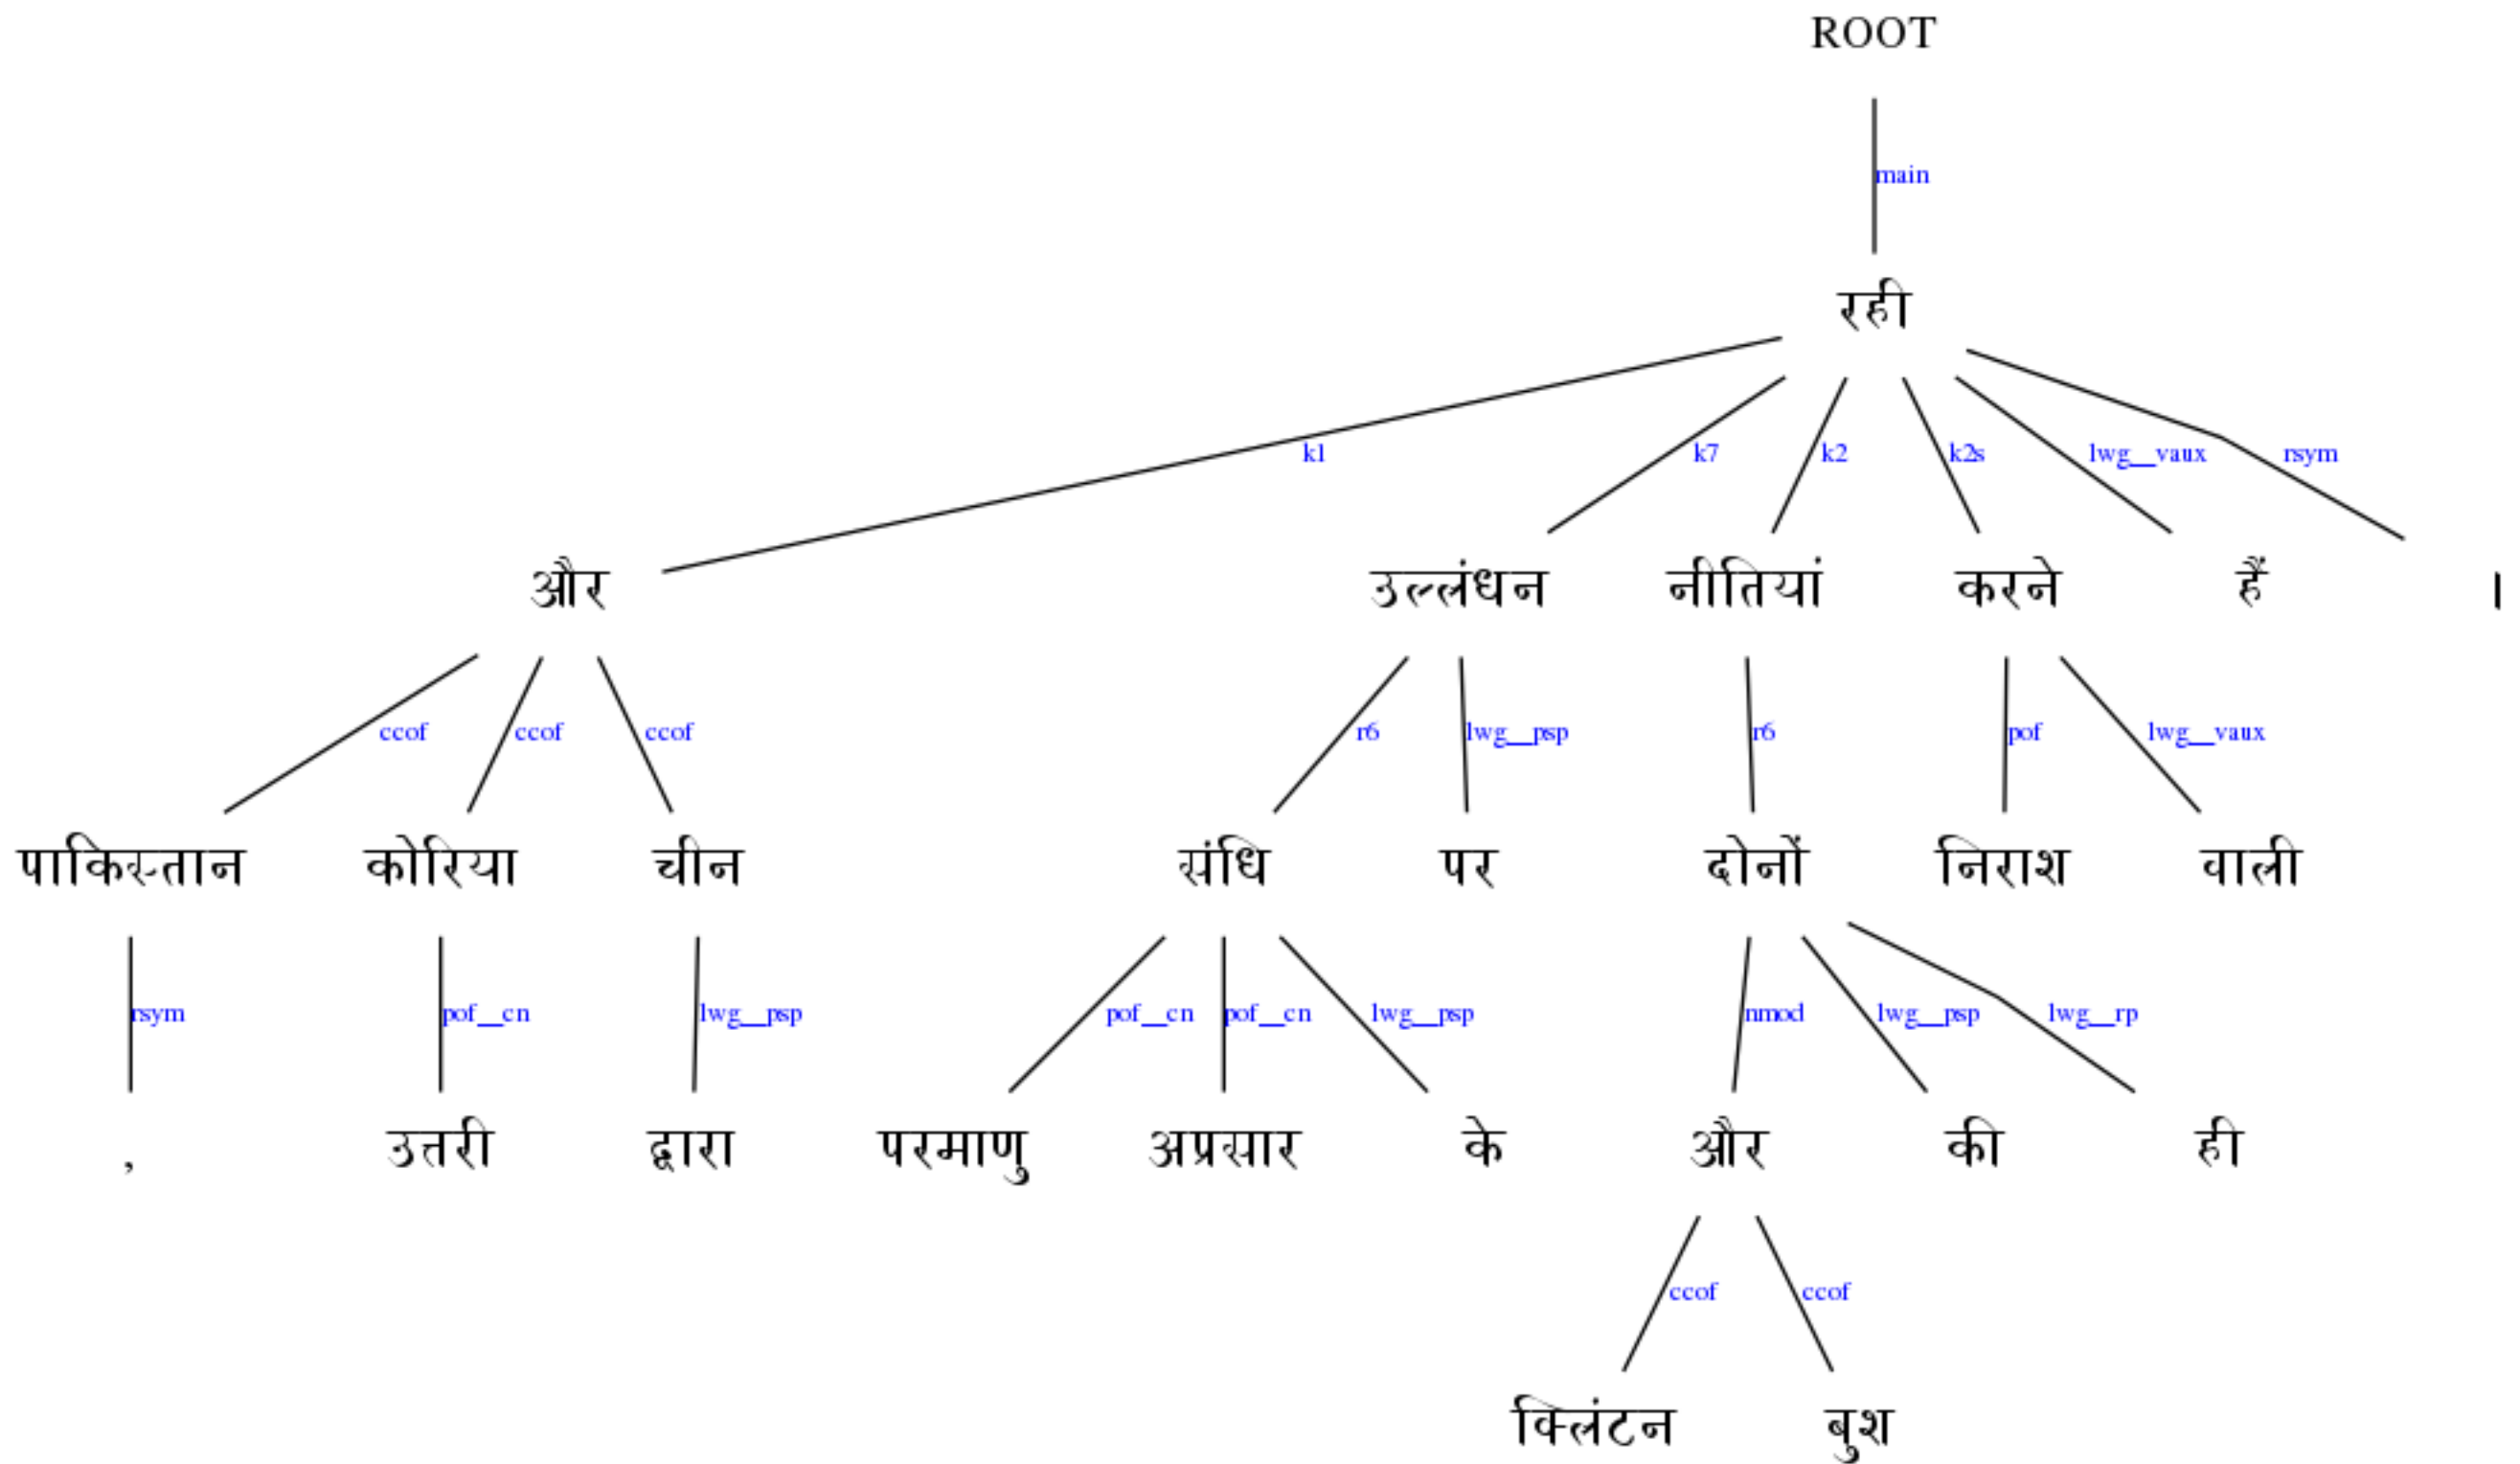 ROOT
main
रही
k1 k7 k2 k2s lwg__vaux rsym
और उल्लंघन नीतियां करने हैं ।
ccof ccof ccof r6 lwg__psp r6 pof lwg__vaux
पाकिस्तान कोरिया चीन संधि पर दोनों निराश वाली
rsym pof__cn lwg__psp pof__cn pof__cn lwg__psp nmod lwg__psp lwg__rp
, उत्तरी द्वारा परमाणु अप्रसार के और की ही
ccof ccof
क्लिंटन बुश